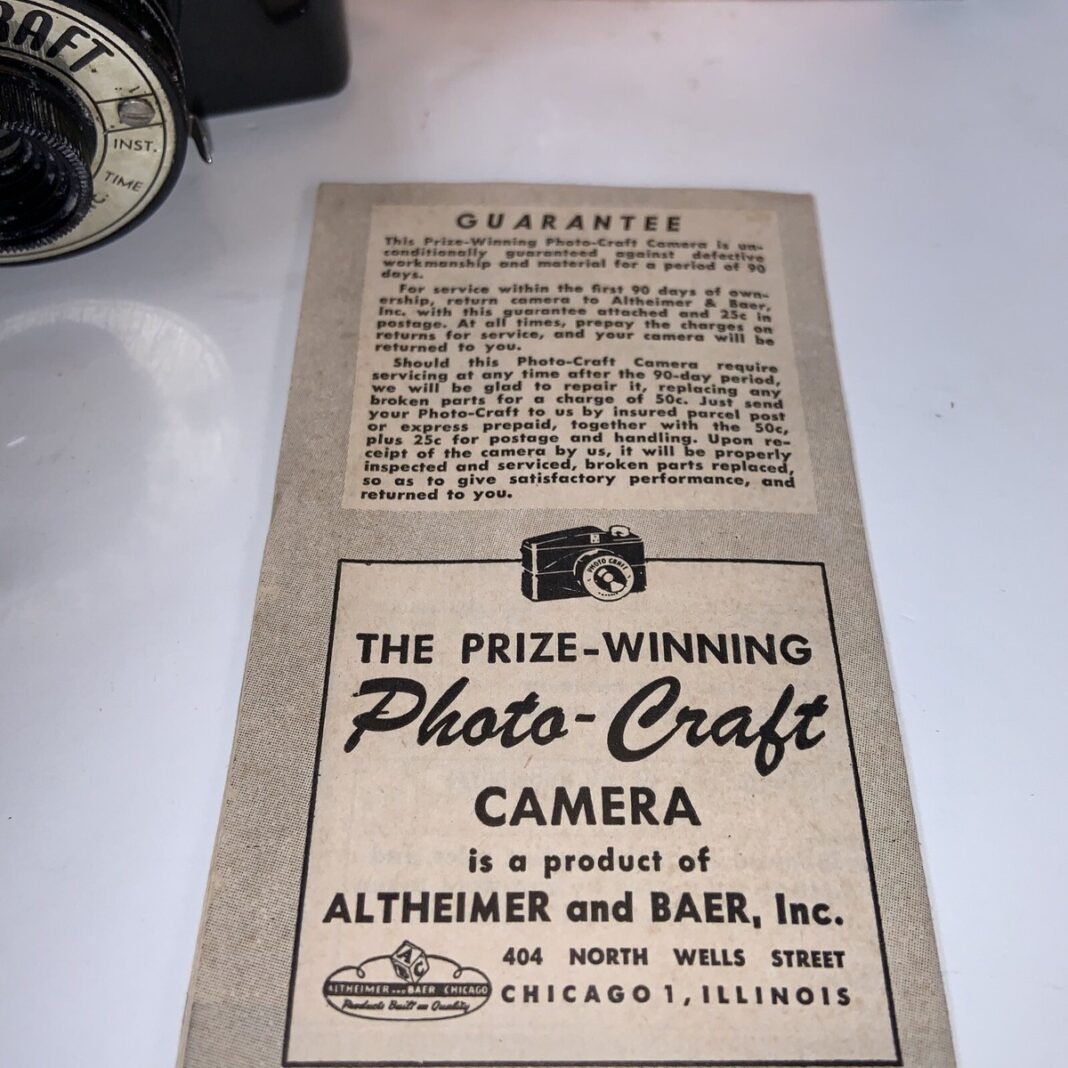 RAFT
INST.
TIME
GUARANTEE
This Prize-Winning Photo-Craft Camera is un-
conditionally guaranteed against defective
workmanship and material for a period of 90
days.
For service within the first 90 days of own-
ership, return camera to Altheimer & Baer,
Inc. with this guarantee attached and 25c in
postage. At all times, prepay the charges on
returns for service, and your camera will be
returned to you.
Should this Photo-Craft Camera require
servicing at any time after the 90-day period,
we will be glad to repair it, replacing any
broken parts for a charge of 50c. Just send
your Photo-Craft to us by insured parcel post
or express prepaid, together with the 50c,
plus 25c for postage and handling. Upon re-
ceipt of the camera by us, it will be properly
inspected and serviced, broken parts replaced,
so as to give satisfactory performance, and
returned to you.
PHOTO CRAFT
THE PRIZE-WINNING
Photo-Craft
CAMERA
is a product of
ALTHEIMER and BAER, Inc.
404 NORTH WELLS STREET
CHICAGO 1, ILLINOIS
ALTHEIMER AND BAER CHICAGO
Products Built on Quality